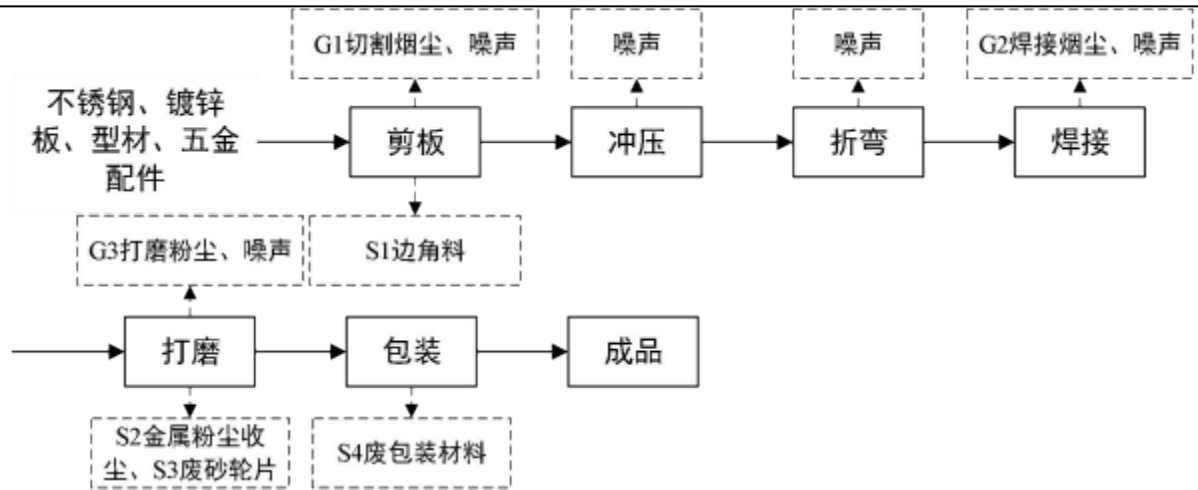 G1切割烟尘、噪声
噪声
噪声
G2焊接烟尘、噪声
不锈钢、镀锌
板、型材、五金
配件
剪板
冲压
折弯
焊接
S1边角料
G3打磨粉尘、噪声
打磨
包装
成品
S2金属粉尘收
尘、S3废砂轮片
S4废包装材料